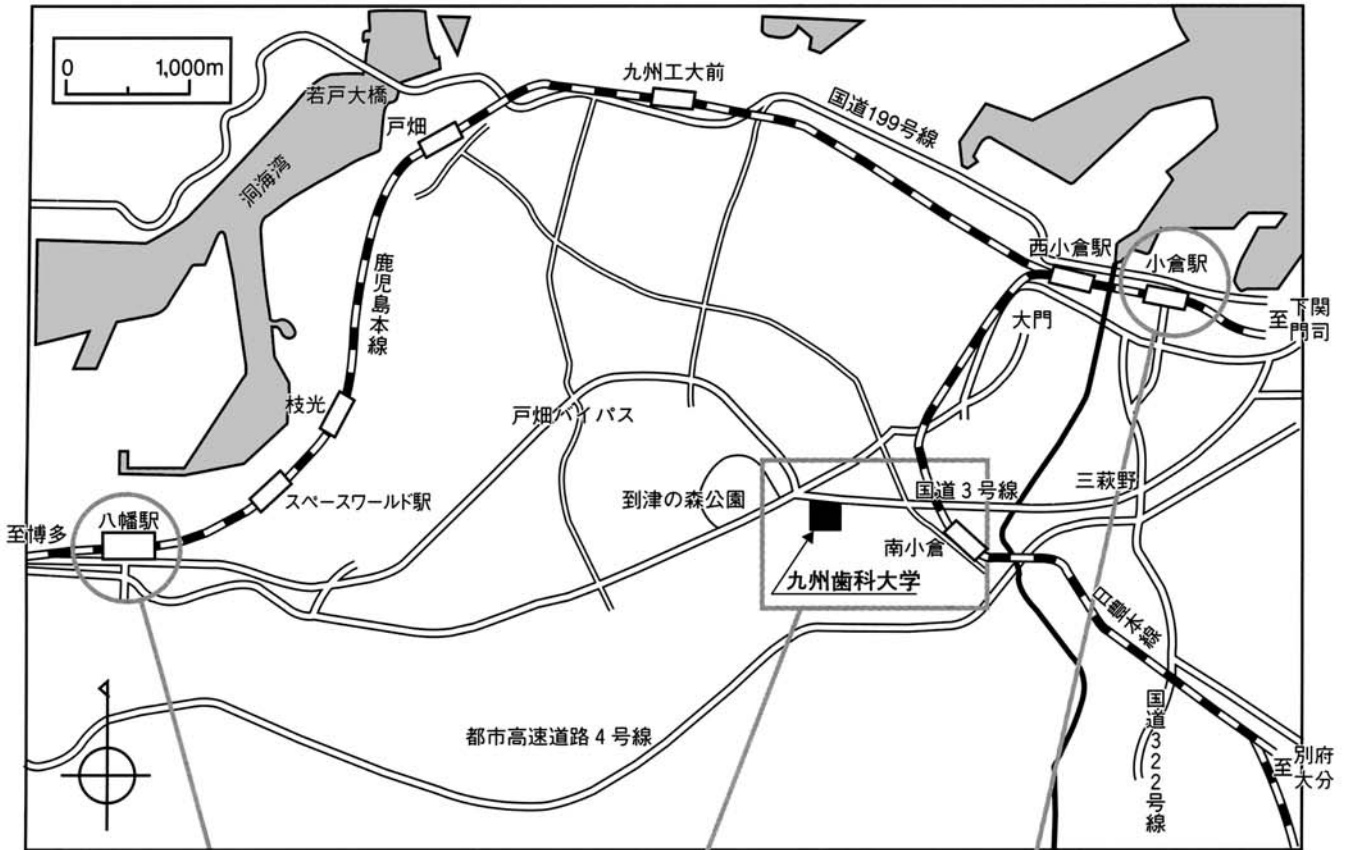 0 1,000m
若戸大橋
九州工大前
国道199号線
戸畑
洞海湾
西小倉駅
小倉駅
鹿児島本線
大門
至
下関
門司
枝光
戸畑バイパス
スペースワールド駅
到津の森公園
国道3号線
三萩野
至博多
八幡駅
南小倉
九州歯科大学
日豊本線
都市高速道路4号線
国道322号線
至
別府
大分